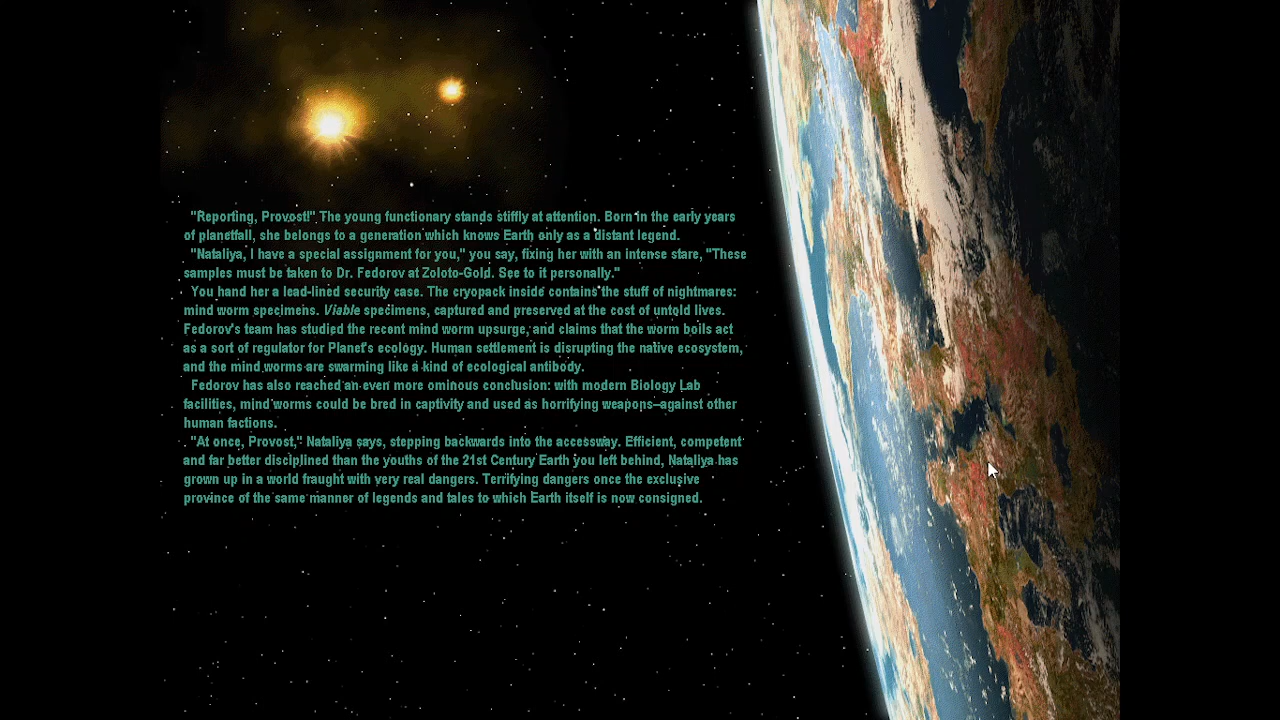 "Reporting, Provost!" The young functionary stands stiffly at attention. Born in the early years
of planetfall, she belongs to a generation which knows Earth only as a distant legend.
"Nataliya, I have a special assignment for you," you say, fixing her with an intense stare, "These
samples must be taken to Dr. Fedorov at Zoloto-Gold. See to it personally."
You hand her a lead-lined security case. The cryopack inside contains the stuff of nightmares:
mind worm specimens. Viable specimens, captured and preserved at the cost of untold lives.
Fedorov's team has studied the recent mind worm upsurge, and claims that the worm boils act
as a sort of regulator for Planet's ecology. Human settlement is disrupting the native ecosystem,
and the mind worms are swarming like a kind of ecological antibody.
Fedorov has also reached an even more ominous conclusion: with modern Biology Lab
facilities, mind worms could be bred in captivity and used as horrifying weapons—against other
human factions.
"At once, Provost," Nataliya says, stepping backwards into the accessway. Efficient, competent
and far better disciplined than the youths of the 21st Century Earth you left behind, Nataliya has
grown up in a world fraught with very real dangers. Terrifying dangers once the exclusive
province of the same manner of legends and tales to which Earth itself is now consigned.